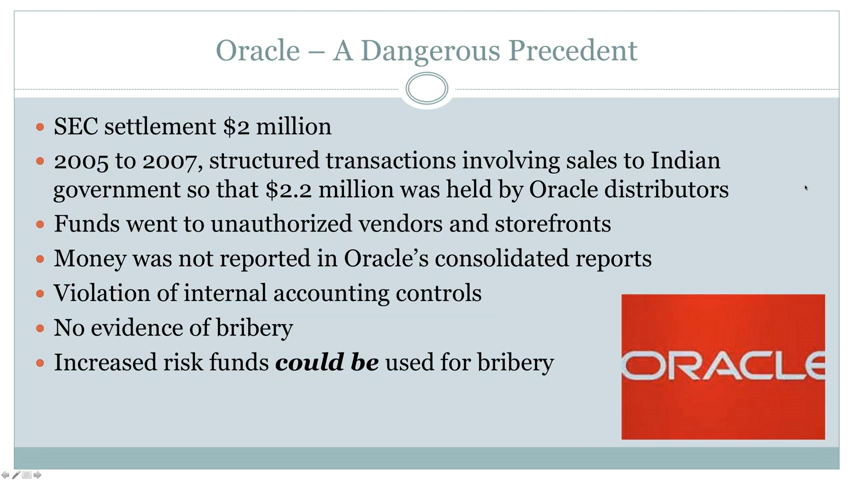 Oracle – A Dangerous Precedent
SEC settlement $2 million
2005 to 2007, structured transactions involving sales to Indian
government so that $2.2 million was held by Oracle distributors
Funds went to unauthorized vendors and storefronts
Money was not reported in Oracle's consolidated reports
Violation of internal accounting controls
No evidence of bribery
Increased risk funds could be used for bribery
ORACLE